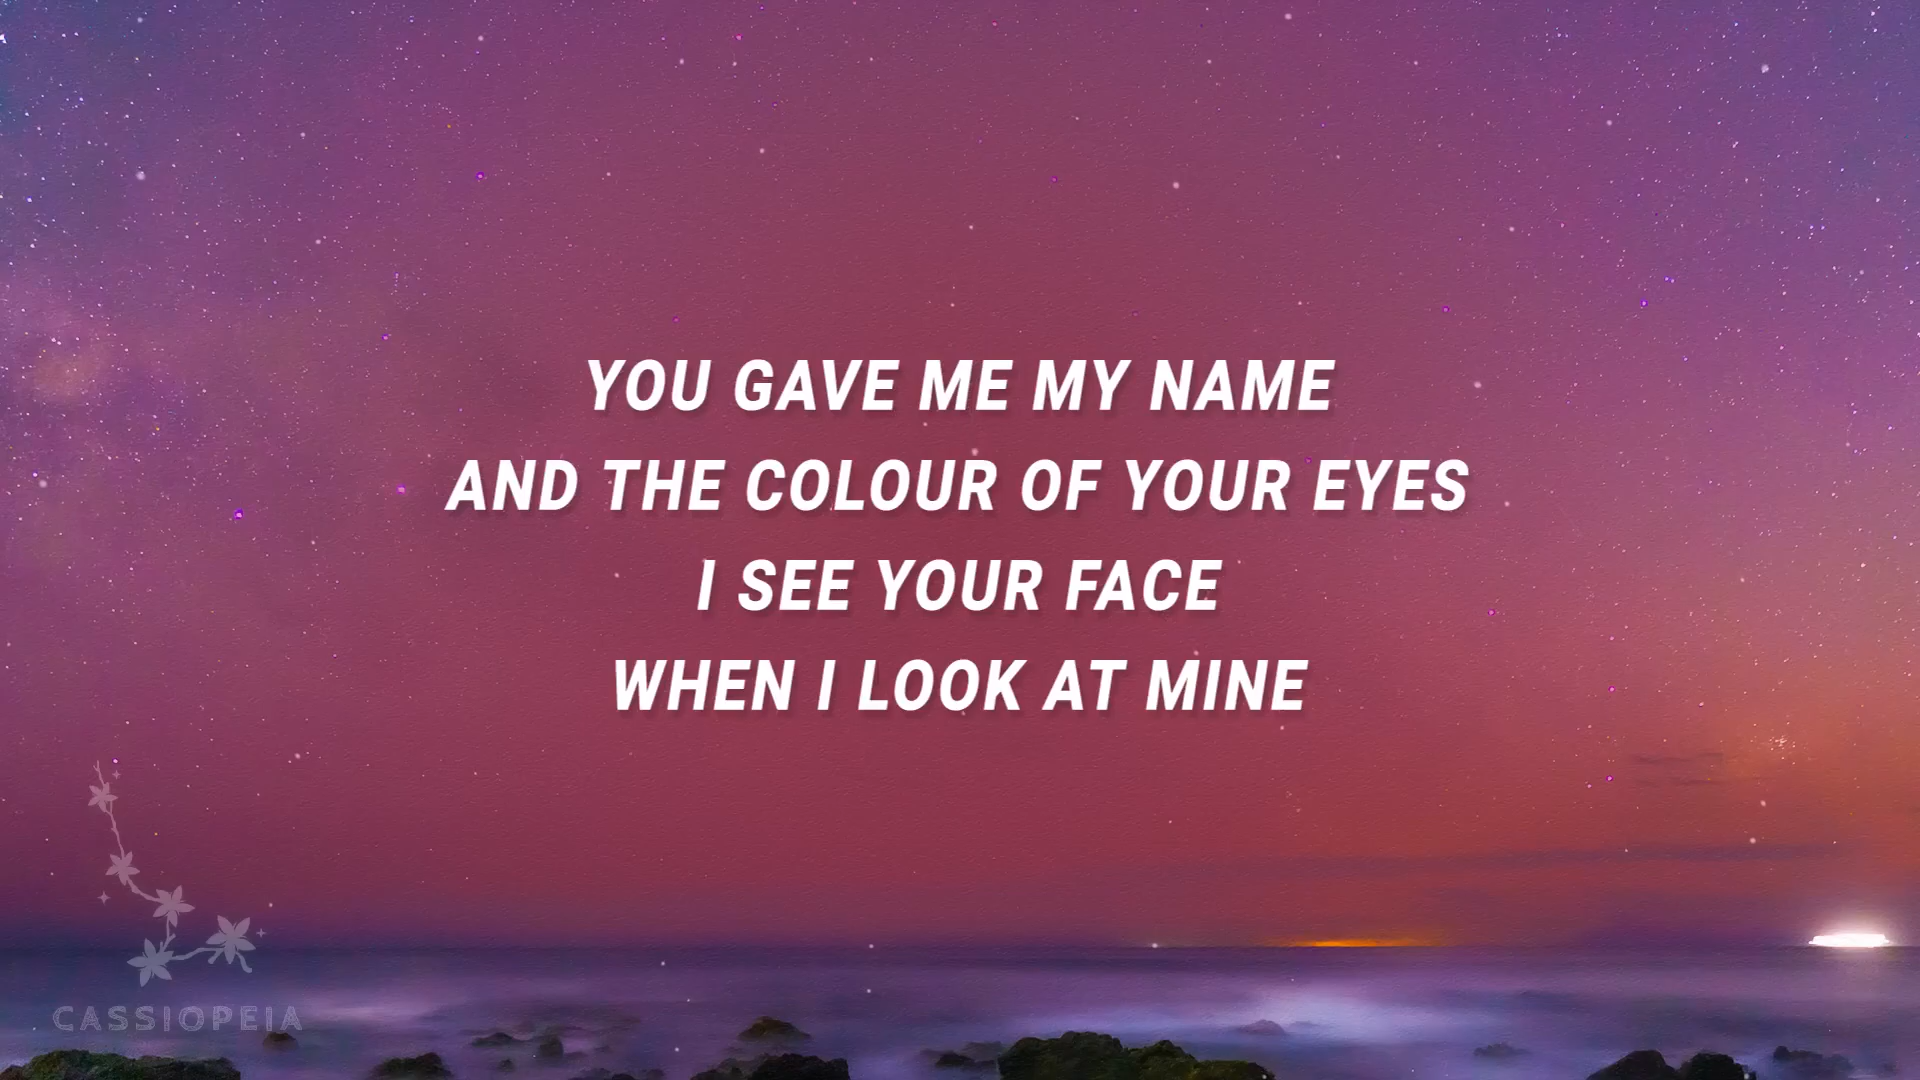 YOU GAVE ME MY NAME
AND THE COLOUR OF YOUR EYES
I SEE YOUR FACE
WHEN I LOOK AT MINE
CASSIOPEIA